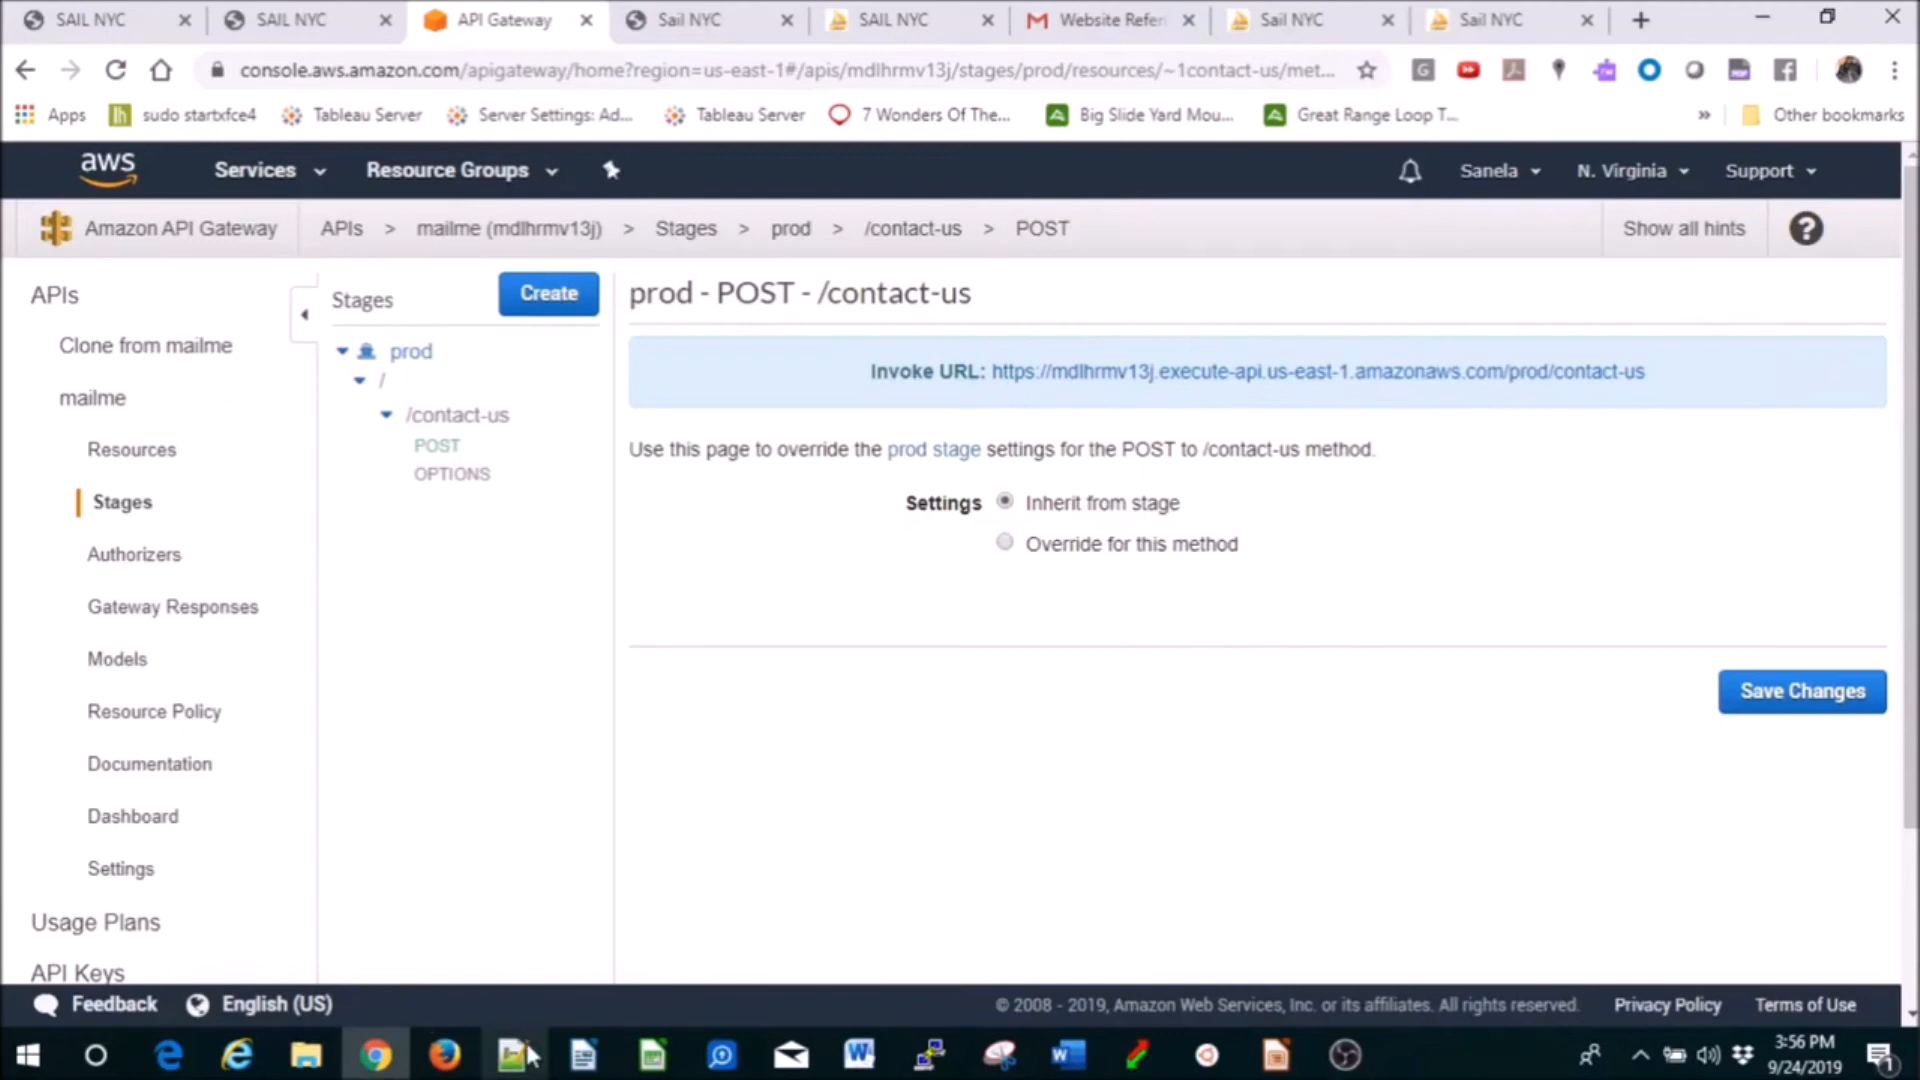 SAIL NYC
SAIL NYC
API Gateway
Sail NYC
SAIL NYC
Website Refer
Sail NYC
Sail NYC
console.aws.amazon.com/apigateway/home?region=us-east-1#/apis/mdlhrmv13j/stages/prod/resources/~1contact-us/met...
Apps
sudo startxfce4
Tableau Server
Server Settings: Ad...
Tableau Server
7 Wonders Of The...
Big Slide Yard Mou...
Great Range Loop T...
»
Other bookmarks
aws
Services
Resource Groups
Sanela
N. Virginia
Support
Amazon API Gateway
APIs > mailme (mdlhrmv13j) > Stages > prod > /contact-us > POST
Show all hints
?
APIs
Clone from mailme
mailme
Resources
Stages
Authorizers
Gateway Responses
Models
Resource Policy
Documentation
Dashboard
Settings
Usage Plans
API Keys
Stages
Create
prod
/
/contact-us
POST
OPTIONS
prod - POST - /contact-us
Invoke URL: https://mdlhrmv13j.execute-api.us-east-1.amazonaws.com/prod/contact-us
Use this page to override the prod stage settings for the POST to /contact-us method.
Settings
Inherit from stage
Override for this method
Save Changes
Feedback
English (US)
© 2008 - 2019, Amazon Web Services, Inc. or its affiliates. All rights reserved.
Privacy Policy
Terms of Use
3:56 PM
9/24/2019
1